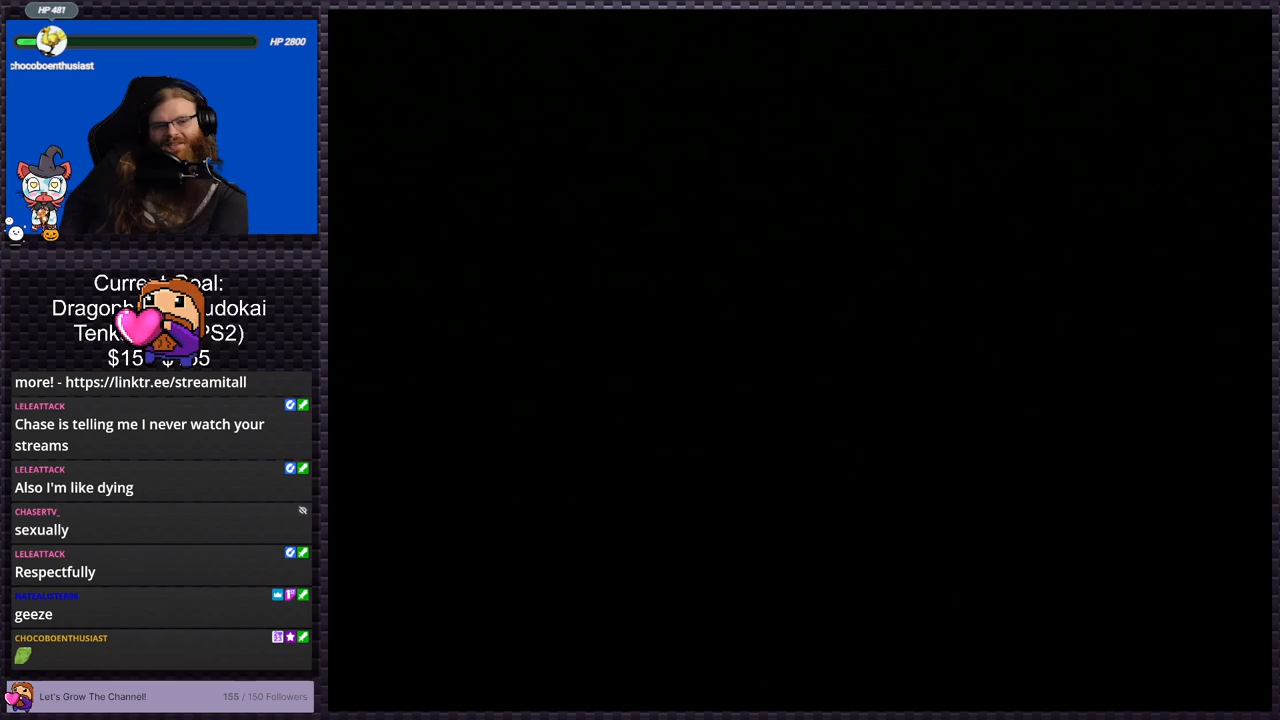 HP 481
HP 2800
chocoboenthusiast
Current Goal:
Dragonb udokai
Tenk PS2)
$15 $ 55
more! - https://linktr.ee/streamitall
LELEATTACK
Chase is telling me I never watch your
streams
LELEATTACK
Also I'm like dying
CHASERTV_
sexually
LELEATTACK
Respectfully
NATEALISTER96
geeze
CHOCOBOENTHUSIAST
Let's Grow The Channel!
155 / 150 Followers